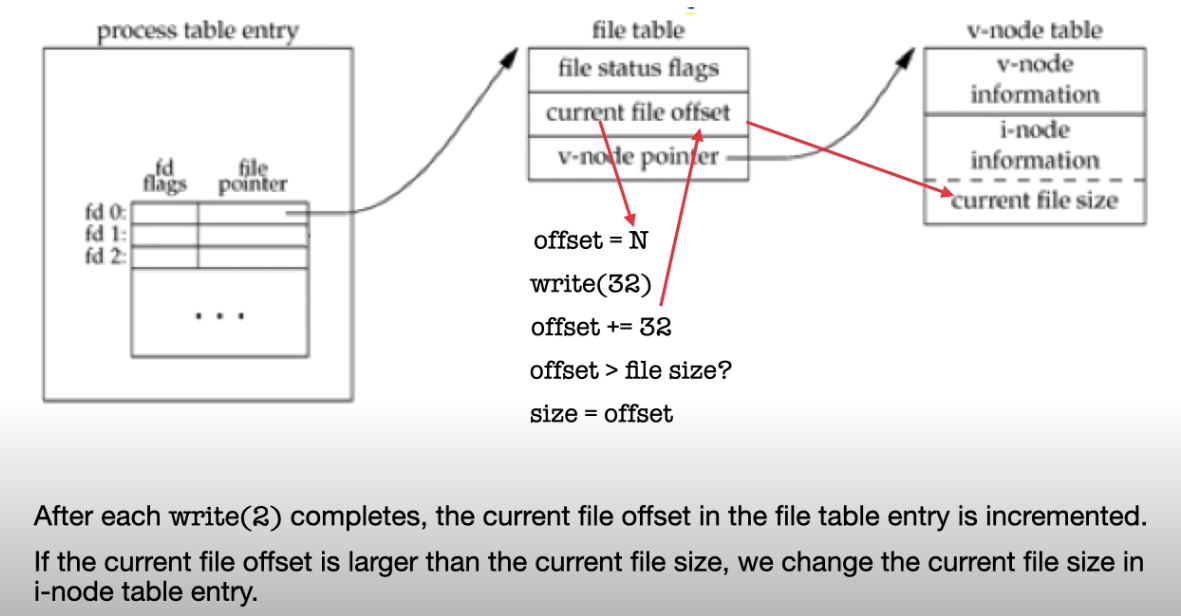 process table entry
fd flags
file pointer
fd 0:
fd 1:
fd 2:
. . .
file table
file status flags
current file offset
v-node pointer
v-node table
v-node
information
i-node
information
current file size
offset = N
write(32)
offset += 32
offset > file size?
size = offset
After each write(2) completes, the current file offset in the file table entry is incremented.
If the current file offset is larger than the current file size, we change the current file size in
i-node table entry.